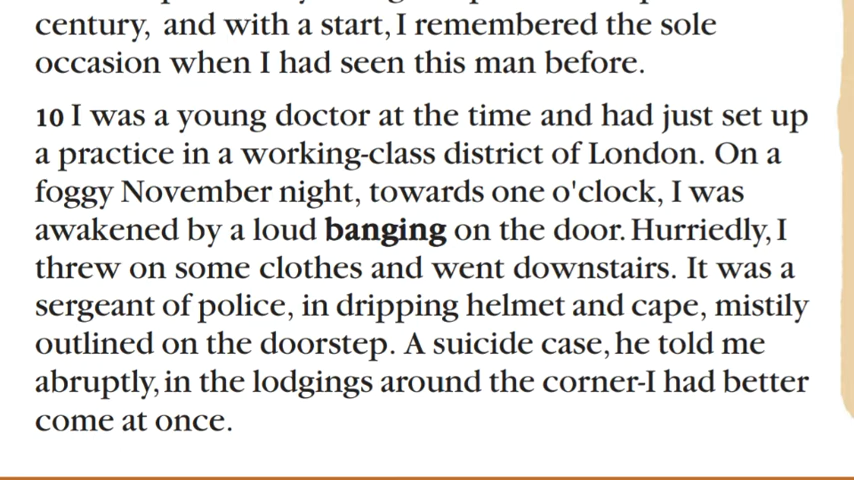 century, and with a start, I remembered the sole
occasion when I had seen this man before.
10 I was a young doctor at the time and had just set up
a practice in a working-class district of London. On a
foggy November night, towards one o'clock, I was
awakened by a loud banging on the door. Hurriedly, I
threw on some clothes and went downstairs. It was a
sergeant of police, in dripping helmet and cape, mistily
outlined on the doorstep. A suicide case, he told me
abruptly, in the lodgings around the corner-I had better
come at once.